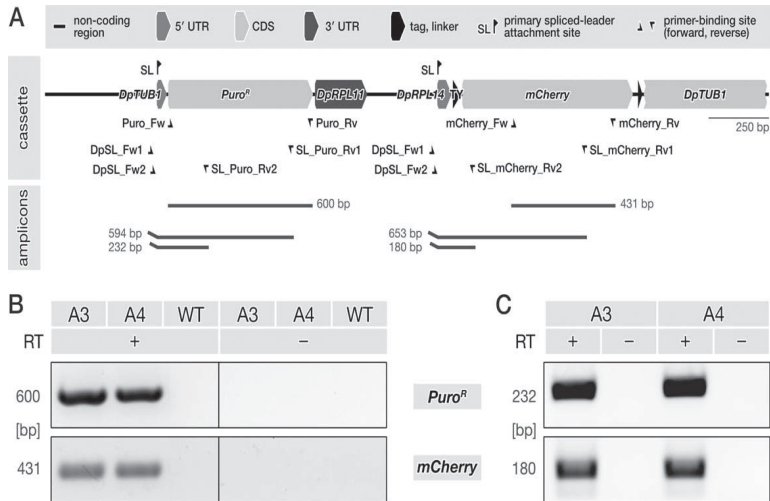 A
non-coding region
5′ UTR
CDS
3′ UTR
tag, linker
SL
primary spliced-leader attachment site
primer-binding site (forward, reverse)
cassette
SL
SL
DpTUB1
Puroᴿ
DpRPL11
DpRPL14
TY
mCherry
DpTUB1
Puro_Fw
Puro_Rv
mCherry_Fw
mCherry_Rv
250 bp
DpSL_Fw1
SL_Puro_Rv1
DpSL_Fw1
SL_mCherry_Rv1
DpSL_Fw2
SL_Puro_Rv2
DpSL_Fw2
SL_mCherry_Rv2
amplicons
600 bp
431 bp
594 bp
653 bp
232 bp
180 bp
B
A3 A4 WT A3 A4 WT
RT + −
600
[bp]
431
Puroᴿ
mCherry
C
A3 A4
RT + − + −
232
[bp]
180